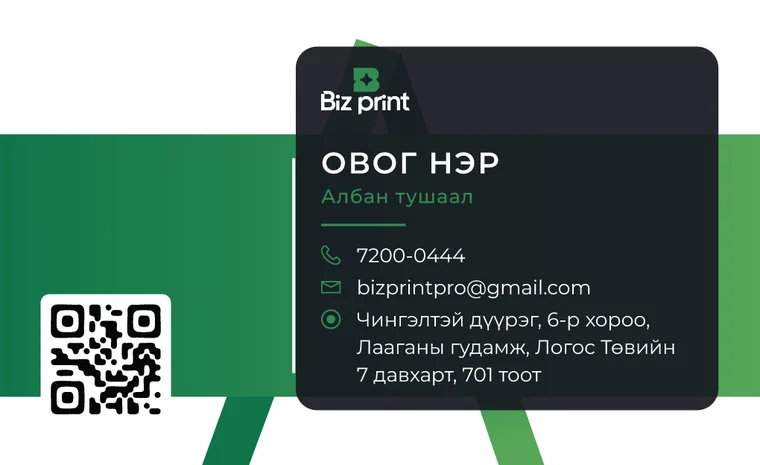 Biz print
ОВОГ НЭР
Албан тушаал
7200-0444
bizprintpro@gmail.com
Чингэлтэй дүүрэг, 6-р хороо,
Лааганы гудамж, Логос Төвийн
7 давхарт, 701 тоот